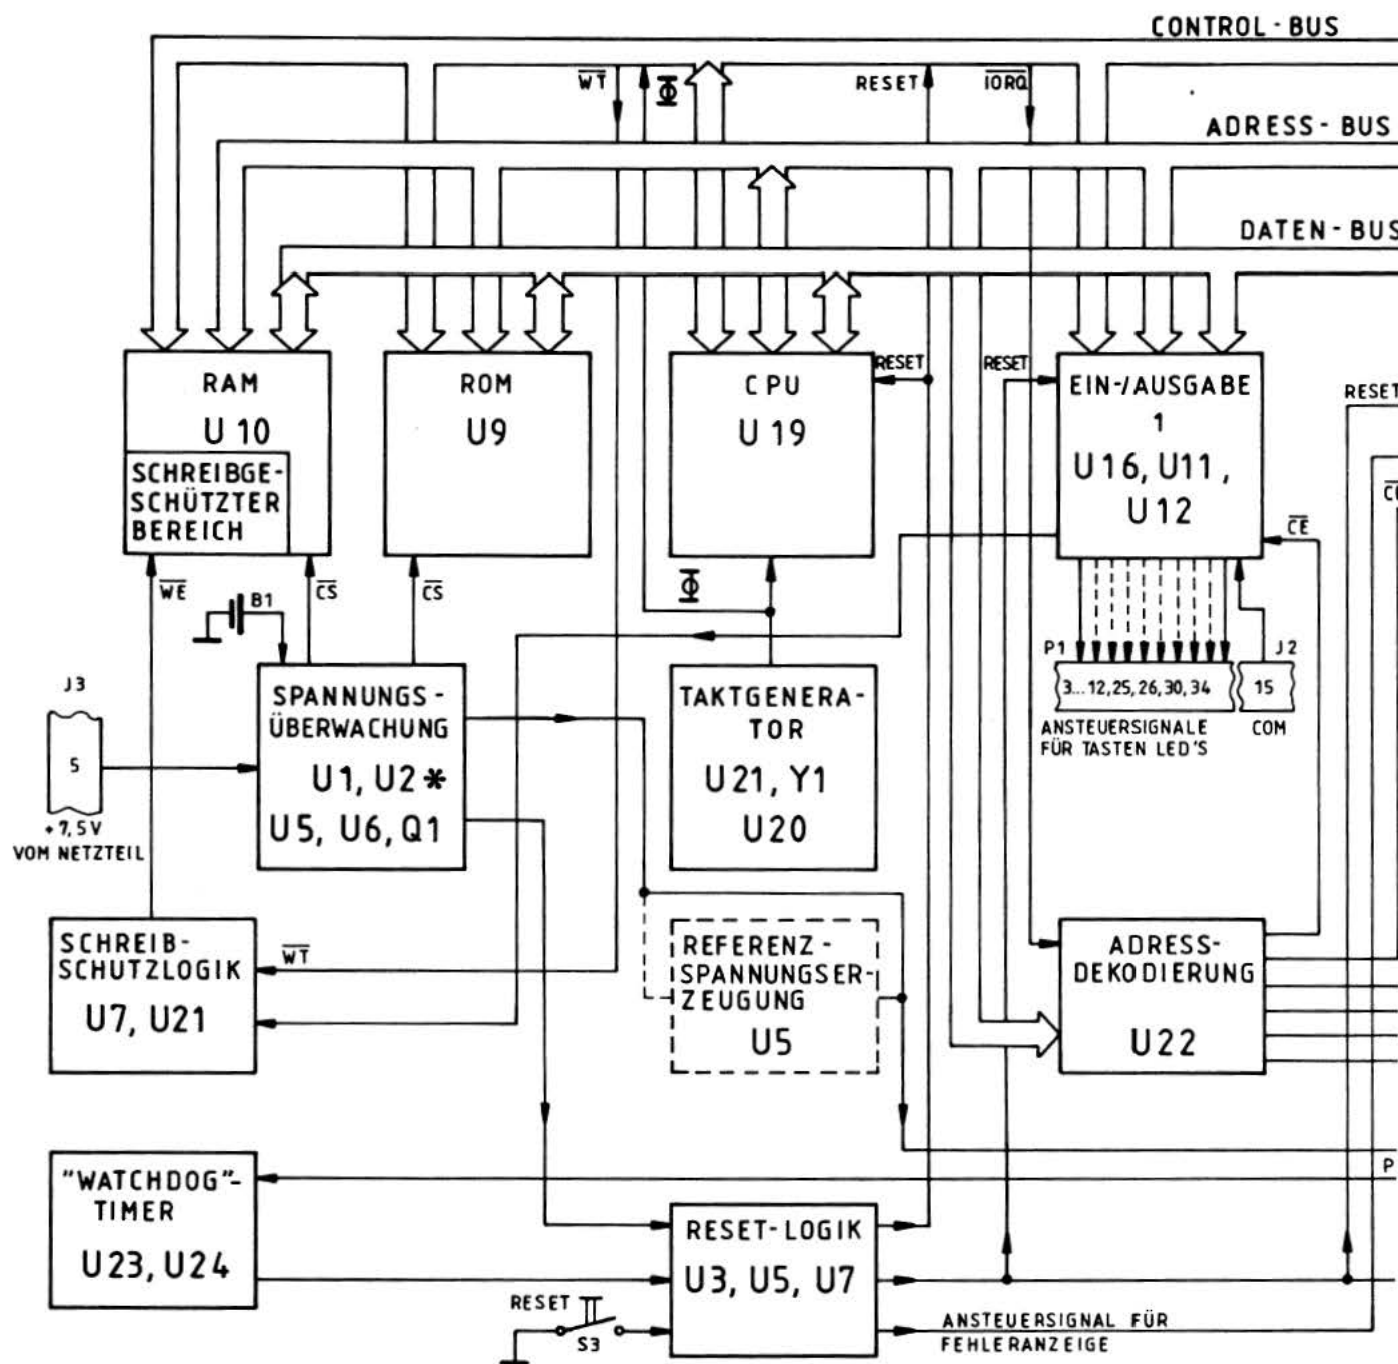 CONTROL-BUS
WT
Φ
RESET
IORQ
ADRESS-BUS
DATEN-BUS
RAM
U10
SCHREIBGE-
SCHÜTZTER
BEREICH
ROM
U9
CPU
U19
RESET
RESET
EIN-/AUSGABE
1
U16, U11,
U12
RESET
CE
WE
B1
CS
CS
Φ
P1
J2
3...12,25, 26,30,34
15
ANSTEUERSIGNALE
FÜR TASTEN LED'S
COM
J3
5
+7,5V
VOM NETZTEIL
SPANNUNGS-
ÜBERWACHUNG
U1, U2*
U5, U6, Q1
TAKTGENERA-
TOR
U21, Y1
U20
SCHREIB-
SCHUTZLOGIK
U7, U21
WT
REFERENZ-
SPANNUNGSER-
ZEUGUNG
U5
ADRESS-
DEKODIERUNG
U22
P
"WATCHDOG"-
TIMER
U23, U24
RESET-LOGIK
U3, U5, U7
RESET
S3
ANSTEUERSIGNAL FÜR
FEHLERANZEIGE